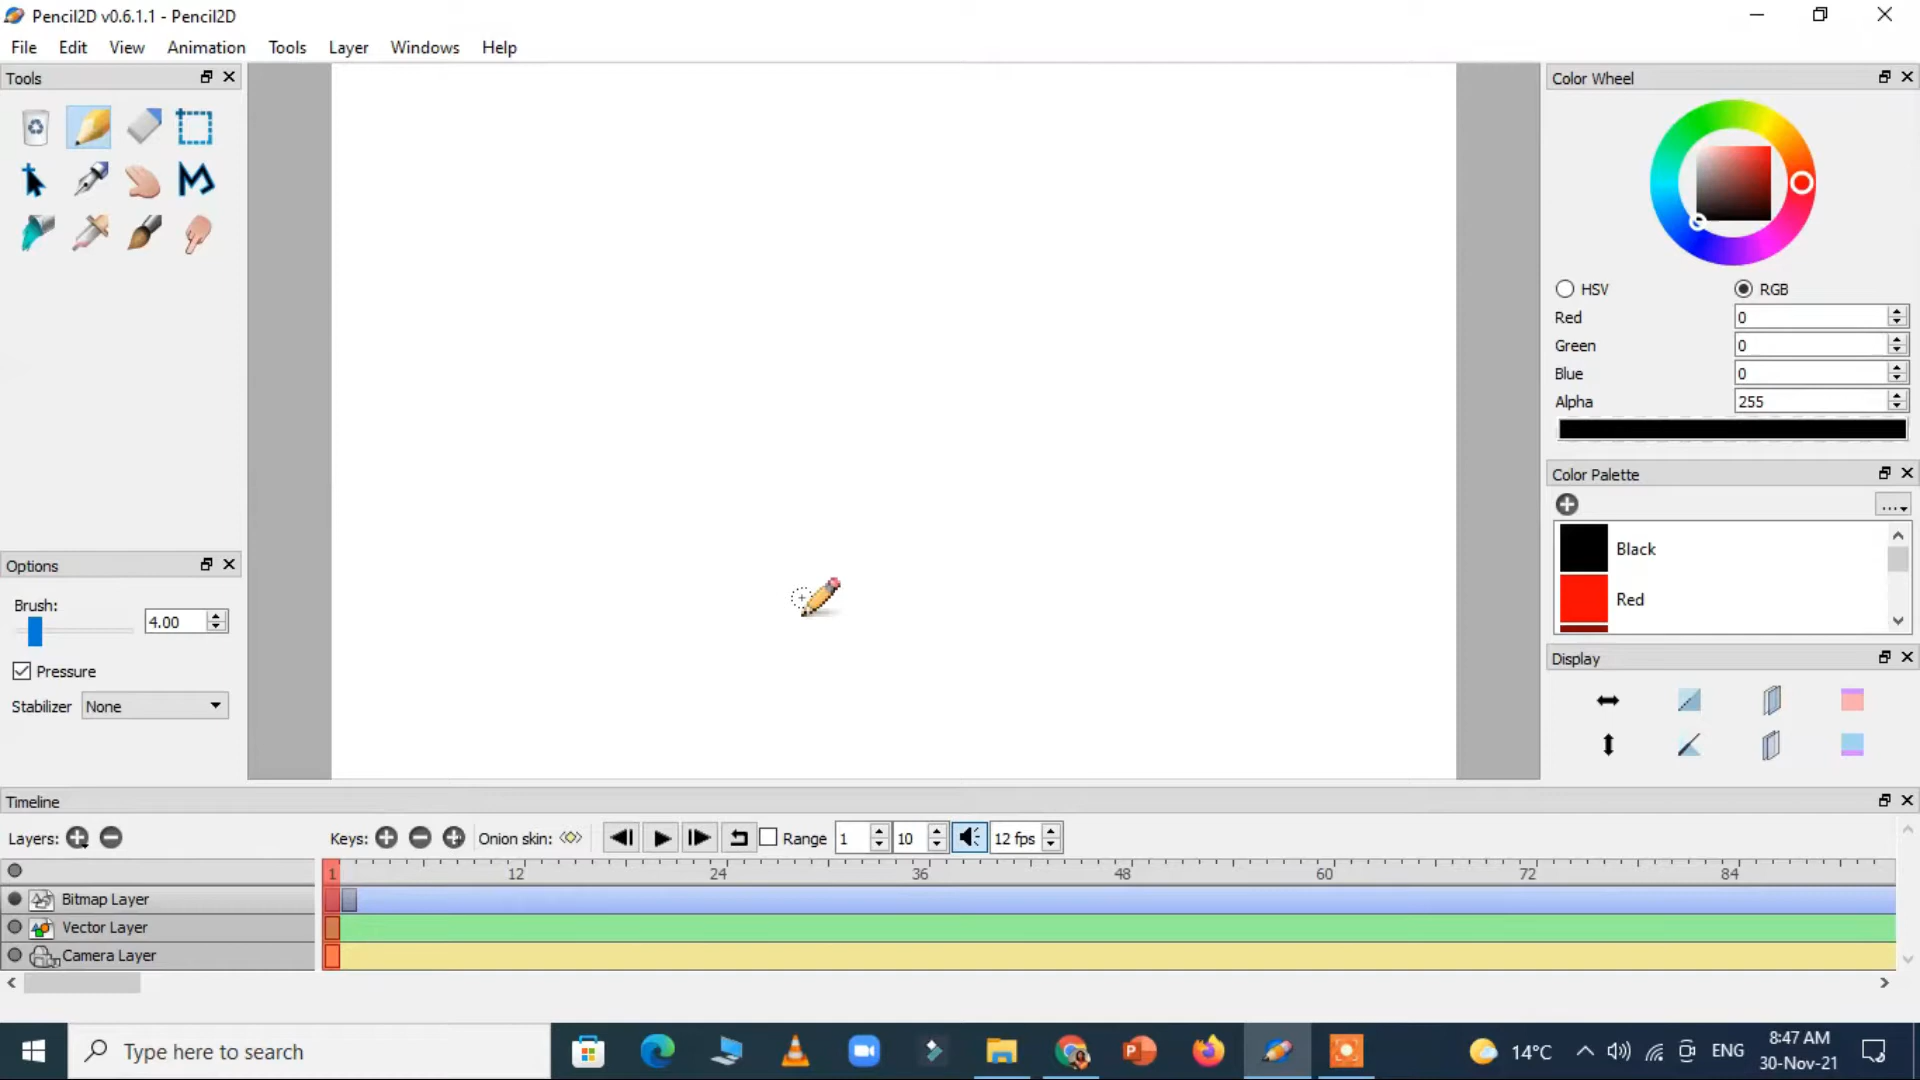 Pencil2D v0.6.1.1 - Pencil2D
File Edit View Animation Tools Layer Windows Help
Tools
Color Wheel
HSV RGB
Red 0
Green 0
Blue 0
Alpha 255
Color Palette
...
Black
Red
Options
Brush:
4.00
Pressure
Stabilizer None
Display
Timeline
Layers: Keys: Onion skin: Range 1 10 12 fps
1 12 24 36 48 60 72 84
Bitmap Layer
Vector Layer
Camera Layer
Type here to search
14°C ENG
8:47 AM
30-Nov-21